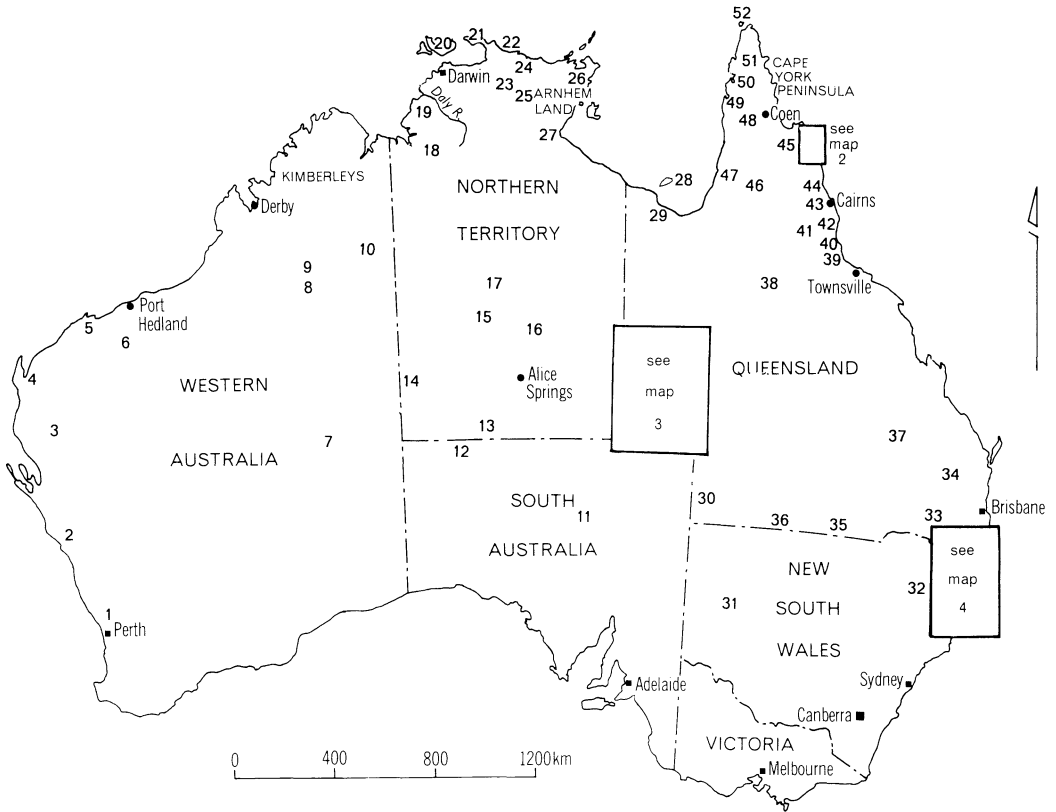 52
21
22
20
51
CAPE
YORK
PENINSULA
24
Darwin
26
50
23
25
ARNHEM
LAND
Daly R.
49
19
48
Coen
27
see
map
2
45
18
KIMBERLEYS
47
46
44
28
NORTHERN
Derby
43
Cairns
29
42
41
TERRITORY
40
10
39
9
8
17
38
Townsville
Port
Hedland
5
15
16
6
see
map
3
QUEENSLAND
4
WESTERN
14
Alice
Springs
3
13
7
12
37
AUSTRALIA
34
SOUTH
30
11
36
35
33
Brisbane
2
AUSTRALIA
see
map
4
NEW
32
31
SOUTH
1
Perth
WALES
Adelaide
Sydney
Canberra
VICTORIA
Melbourne
0
400
800
1200km